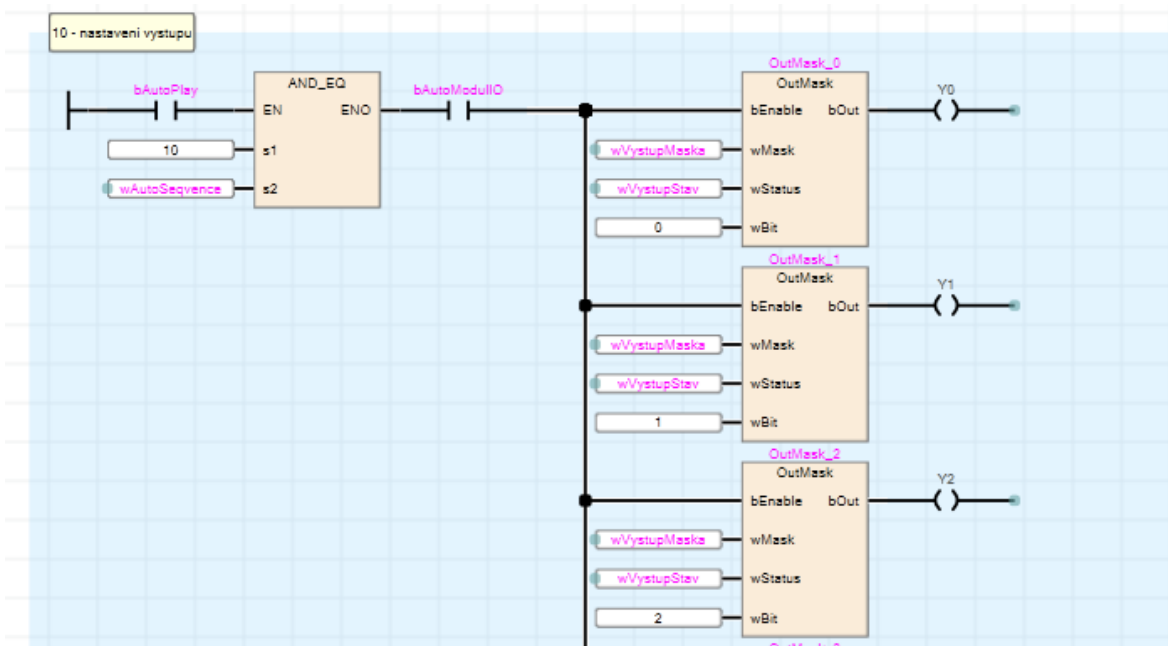 10 - nastaveni vystupu
bAutoPlay
AND_EQ
EN ENO
10 s1
wAutoSeqvence s2
bAutoModulIO
OutMask_0
OutMask
bEnable bOut
Y0
wVystupMaska wMask
wVystupStav wStatus
0 wBit
OutMask_1
OutMask
bEnable bOut
Y1
wVystupMaska wMask
wVystupStav wStatus
1 wBit
OutMask_2
OutMask
bEnable bOut
Y2
wVystupMaska wMask
wVystupStav wStatus
2 wBit